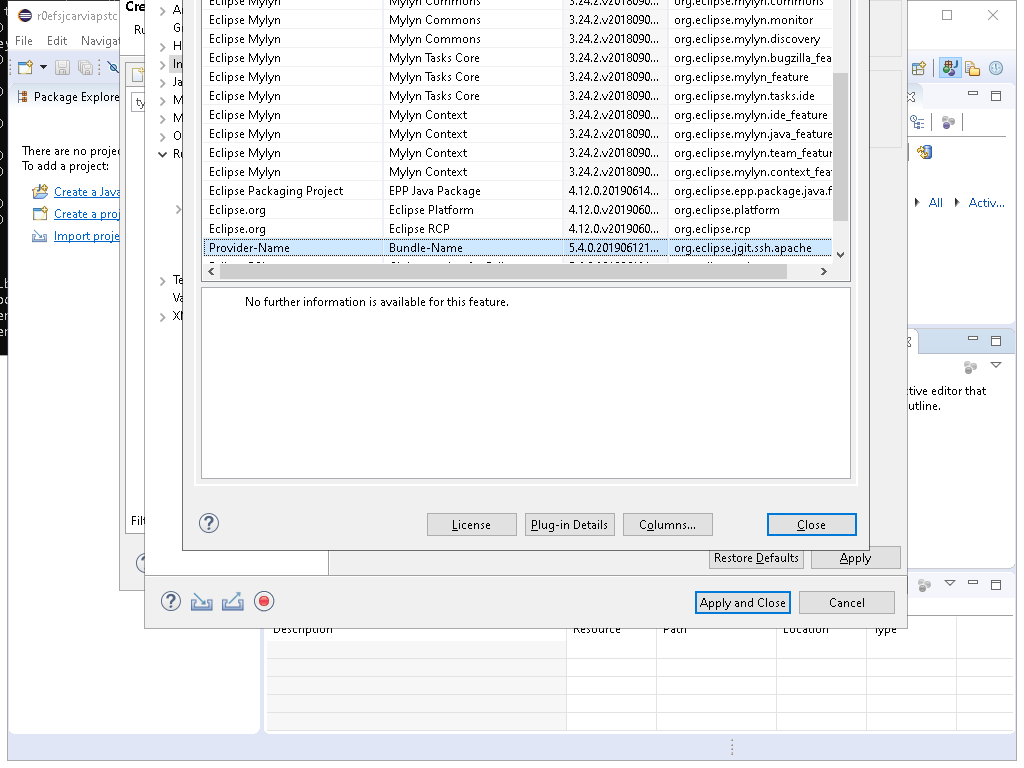 r0efsjcarviapstc
Cre
File Edit Navigat
Ru
Package Explore
ty
There are no projec
To add a project:
Create a Java
Create a proj
Import proje
Filt
A
G
H
In
Ja
M
M
O
Ru
Te
Va
XM
Eclipse Mylyn Mylyn Commons 3.24.2.v2018090... org.eclipse.mylyn.commons
Eclipse Mylyn Mylyn Commons 3.24.2.v2018090... org.eclipse.mylyn.monitor
Eclipse Mylyn Mylyn Commons 3.24.2.v2018090... org.eclipse.mylyn.discovery
Eclipse Mylyn Mylyn Tasks Core 3.24.2.v2018090... org.eclipse.mylyn.bugzilla_fea
Eclipse Mylyn Mylyn Tasks Core 3.24.2.v2018090... org.eclipse.mylyn_feature
Eclipse Mylyn Mylyn Tasks Core 3.24.2.v2018090... org.eclipse.mylyn.tasks.ide
Eclipse Mylyn Mylyn Context 3.24.2.v2018090... org.eclipse.mylyn.ide_feature
Eclipse Mylyn Mylyn Context 3.24.2.v2018090... org.eclipse.mylyn.java_feature
Eclipse Mylyn Mylyn Context 3.24.2.v2018090... org.eclipse.mylyn.team_featur
Eclipse Mylyn Mylyn Context 3.24.2.v2018090... org.eclipse.mylyn.context_fea
Eclipse Packaging Project EPP Java Package 4.12.0.20190614... org.eclipse.epp.package.java.f
Eclipse.org Eclipse Platform 4.12.0.v201960... org.eclipse.platform
Eclipse.org Eclipse RCP 4.12.0.v201960... org.eclipse.rcp
Provider-Name Bundle-Name 5.4.0.201906121... org.eclipse.jgit.ssh.apache
No further information is available for this feature.
License Plug-in Details Columns... Close
Restore Defaults Apply
Apply and Close Cancel
All Activ...
tive editor that
utline.
Description Resource Path Location Type